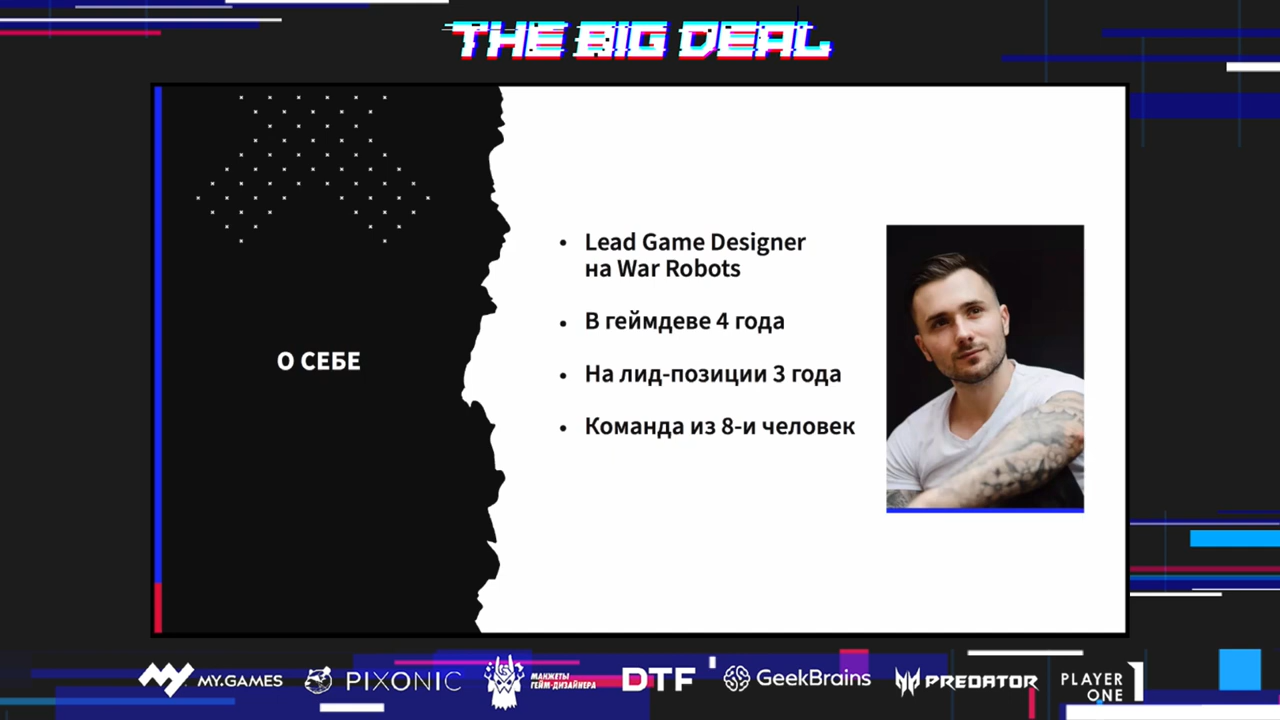 THE BIG DEAL
О СЕБЕ
• Lead Game Designer
на War Robots
• В геймдеве 4 года
• На лид-позиции 3 года
• Команда из 8-и человек
MY.GAMES
PIXONIC
МАНЖЕТЫ
ГЕЙМ-ДИЗАЙНЕРА
DTF
GeekBrains
PREDATOR
PLAYER
ONE 1